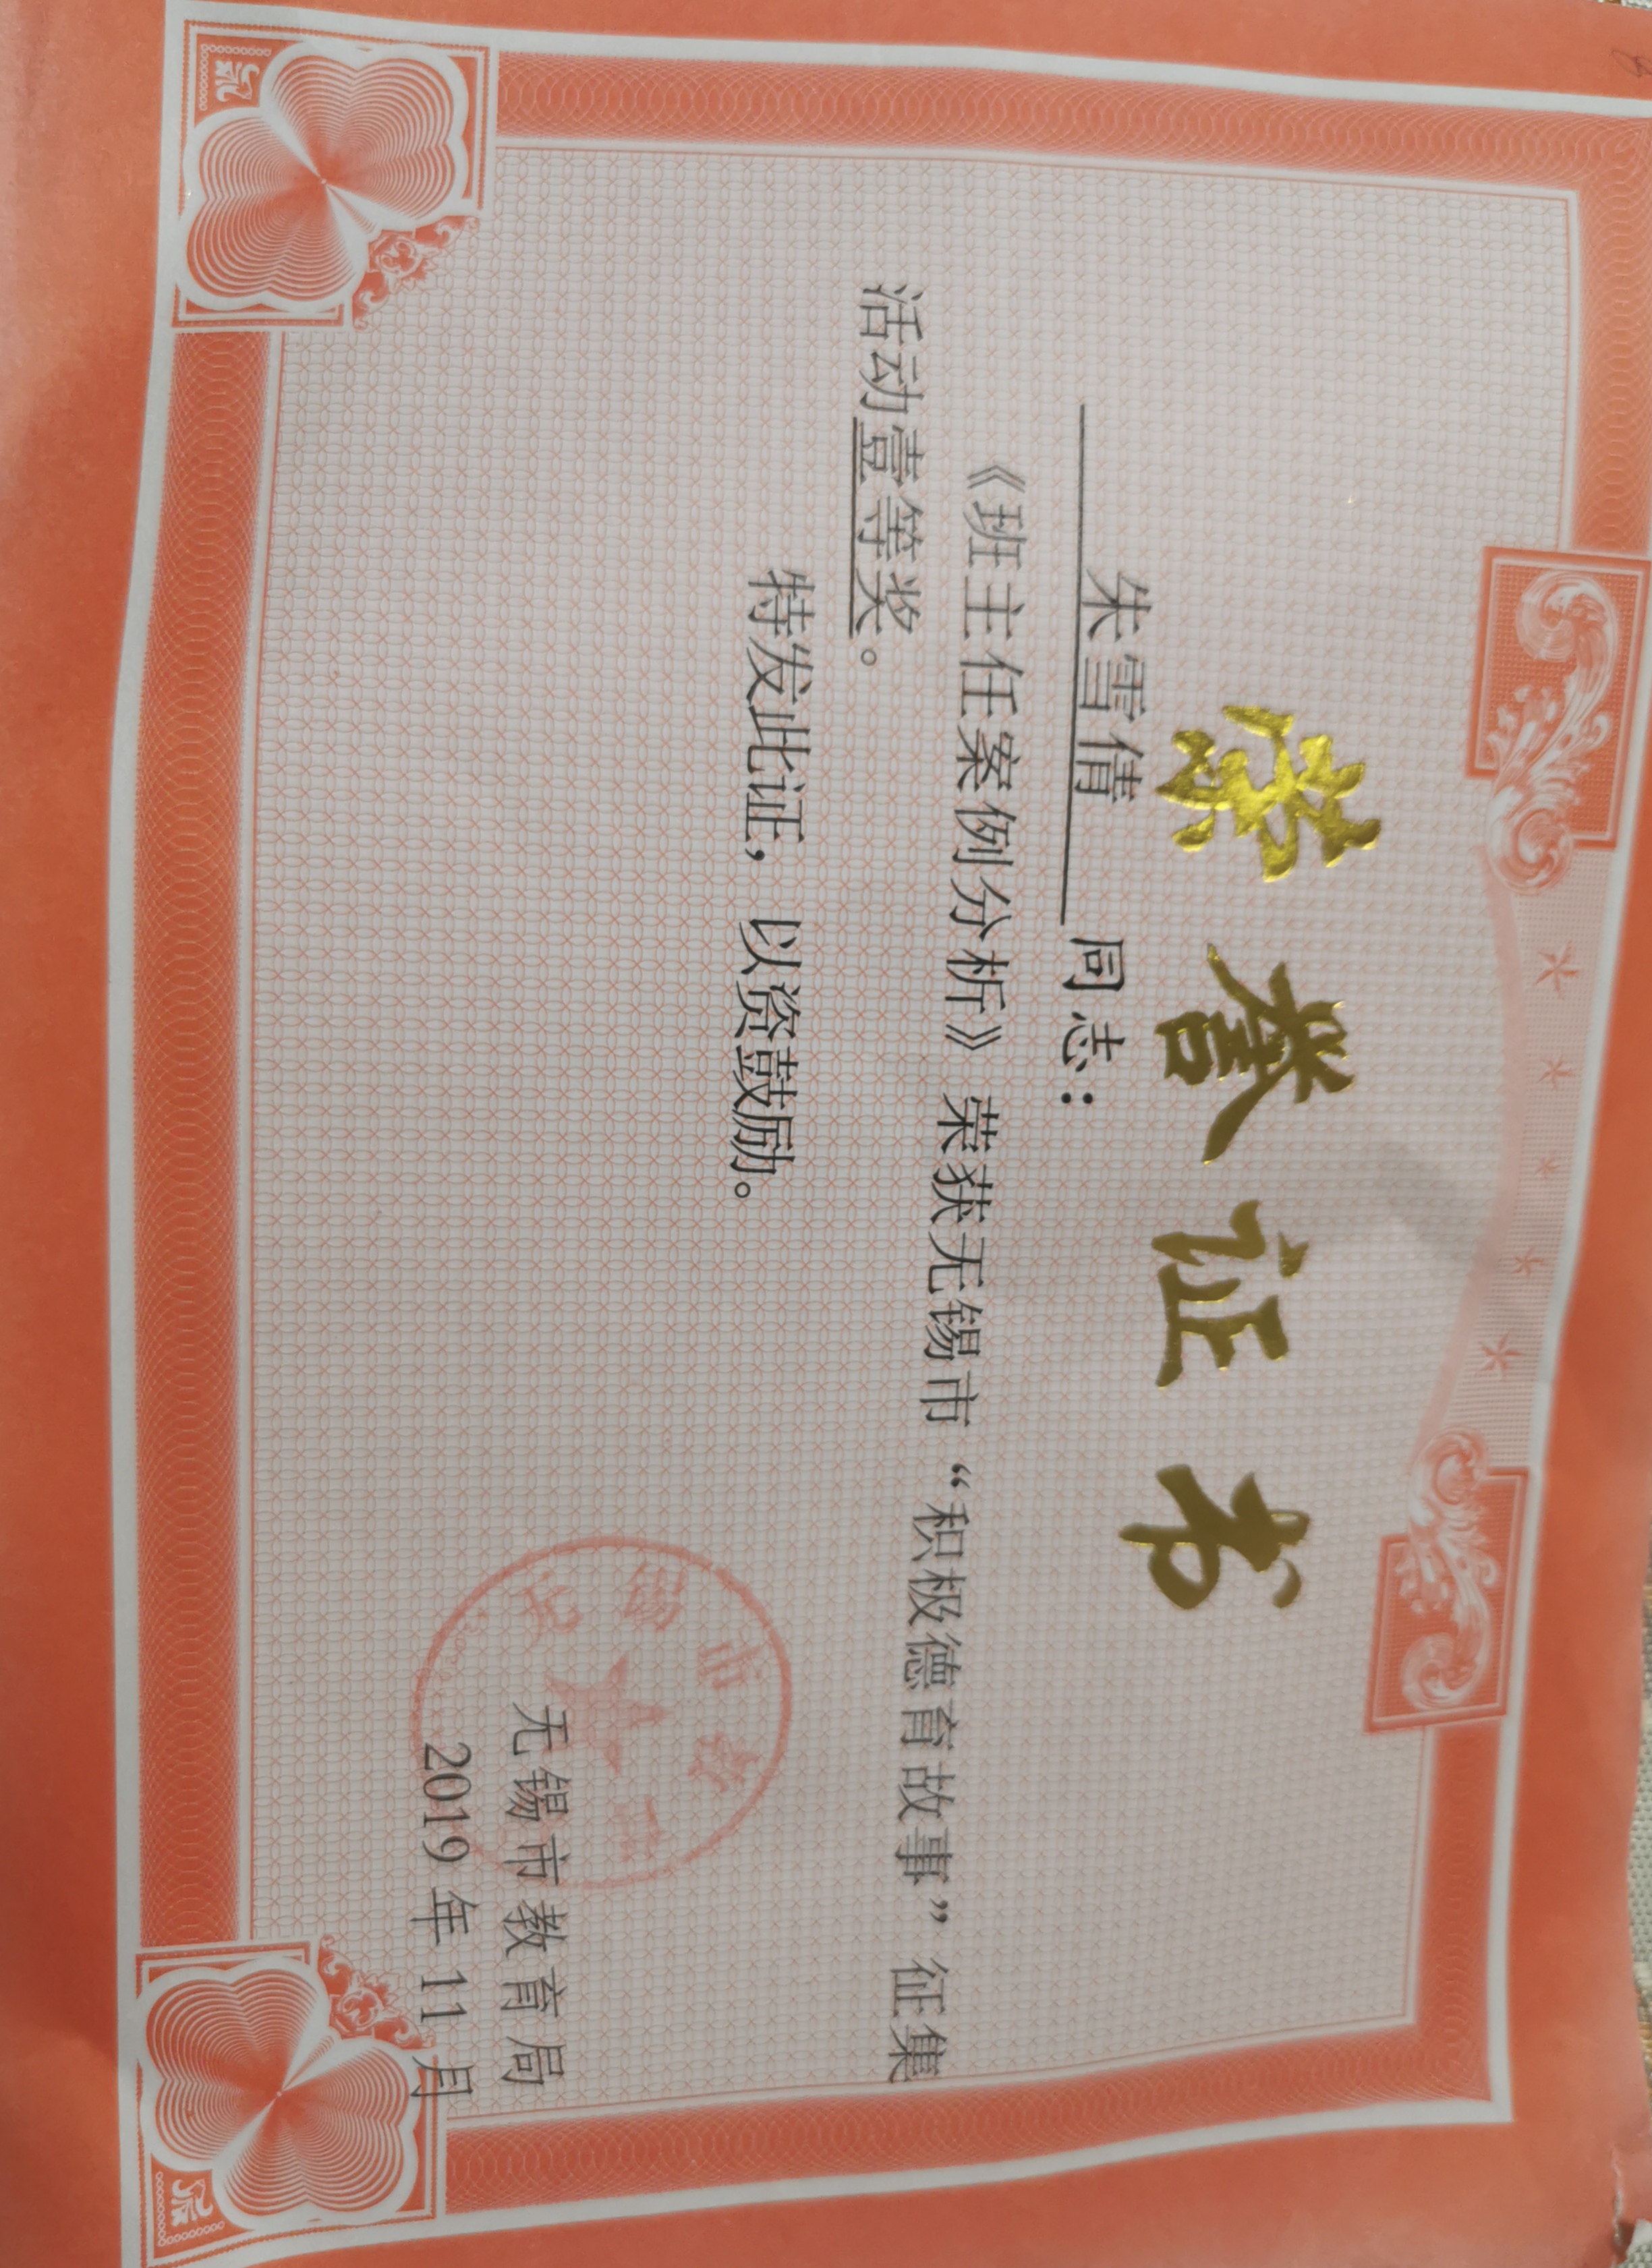 荣誉证书
朱雪倩 同志：
《班主任案例分析》荣获无锡市“积极德育故事”征集
活动壹等奖。
特发此证，以资鼓励。
无锡市教育局
2019年11月